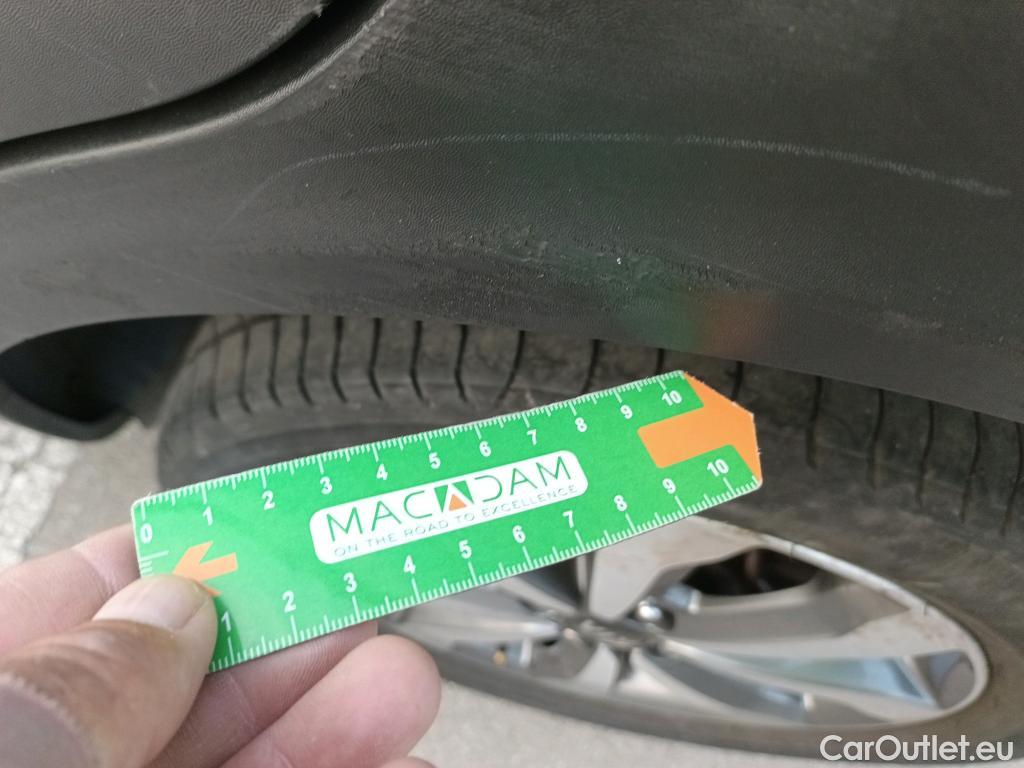 0 1 2 3 4 5 6 7 8 9 10
MACADAM
ON THE ROAD TO EXCELLENCE
1 2 3 4 5 6 7 8 9 10
CarOutlet.eu